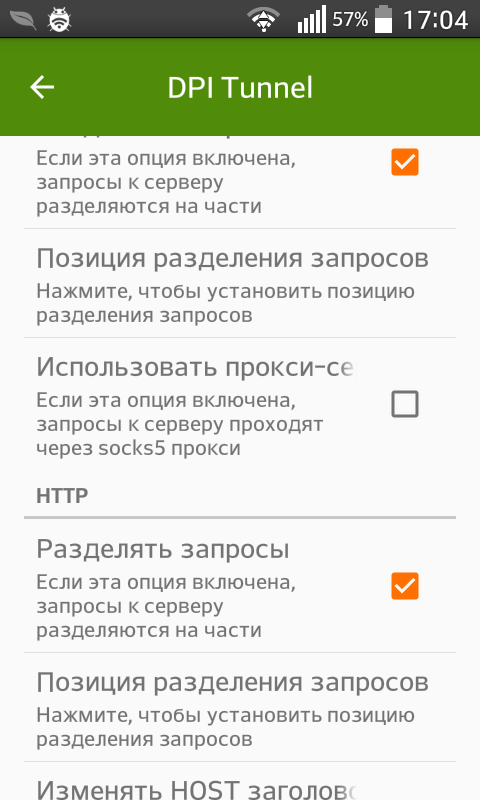 57% 17:04
DPI Tunnel
Если эта опция включена,
запросы к серверу
разделяются на части
Позиция разделения запросов
Нажмите, чтобы установить позицию
разделения запросов
Использовать прокси-се
Если эта опция включена,
запросы к серверу проходят
через socks5 прокси
HTTP
Разделять запросы
Если эта опция включена,
запросы к серверу
разделяются на части
Позиция разделения запросов
Нажмите, чтобы установить позицию
разделения запросов
Изменять HOST заголово